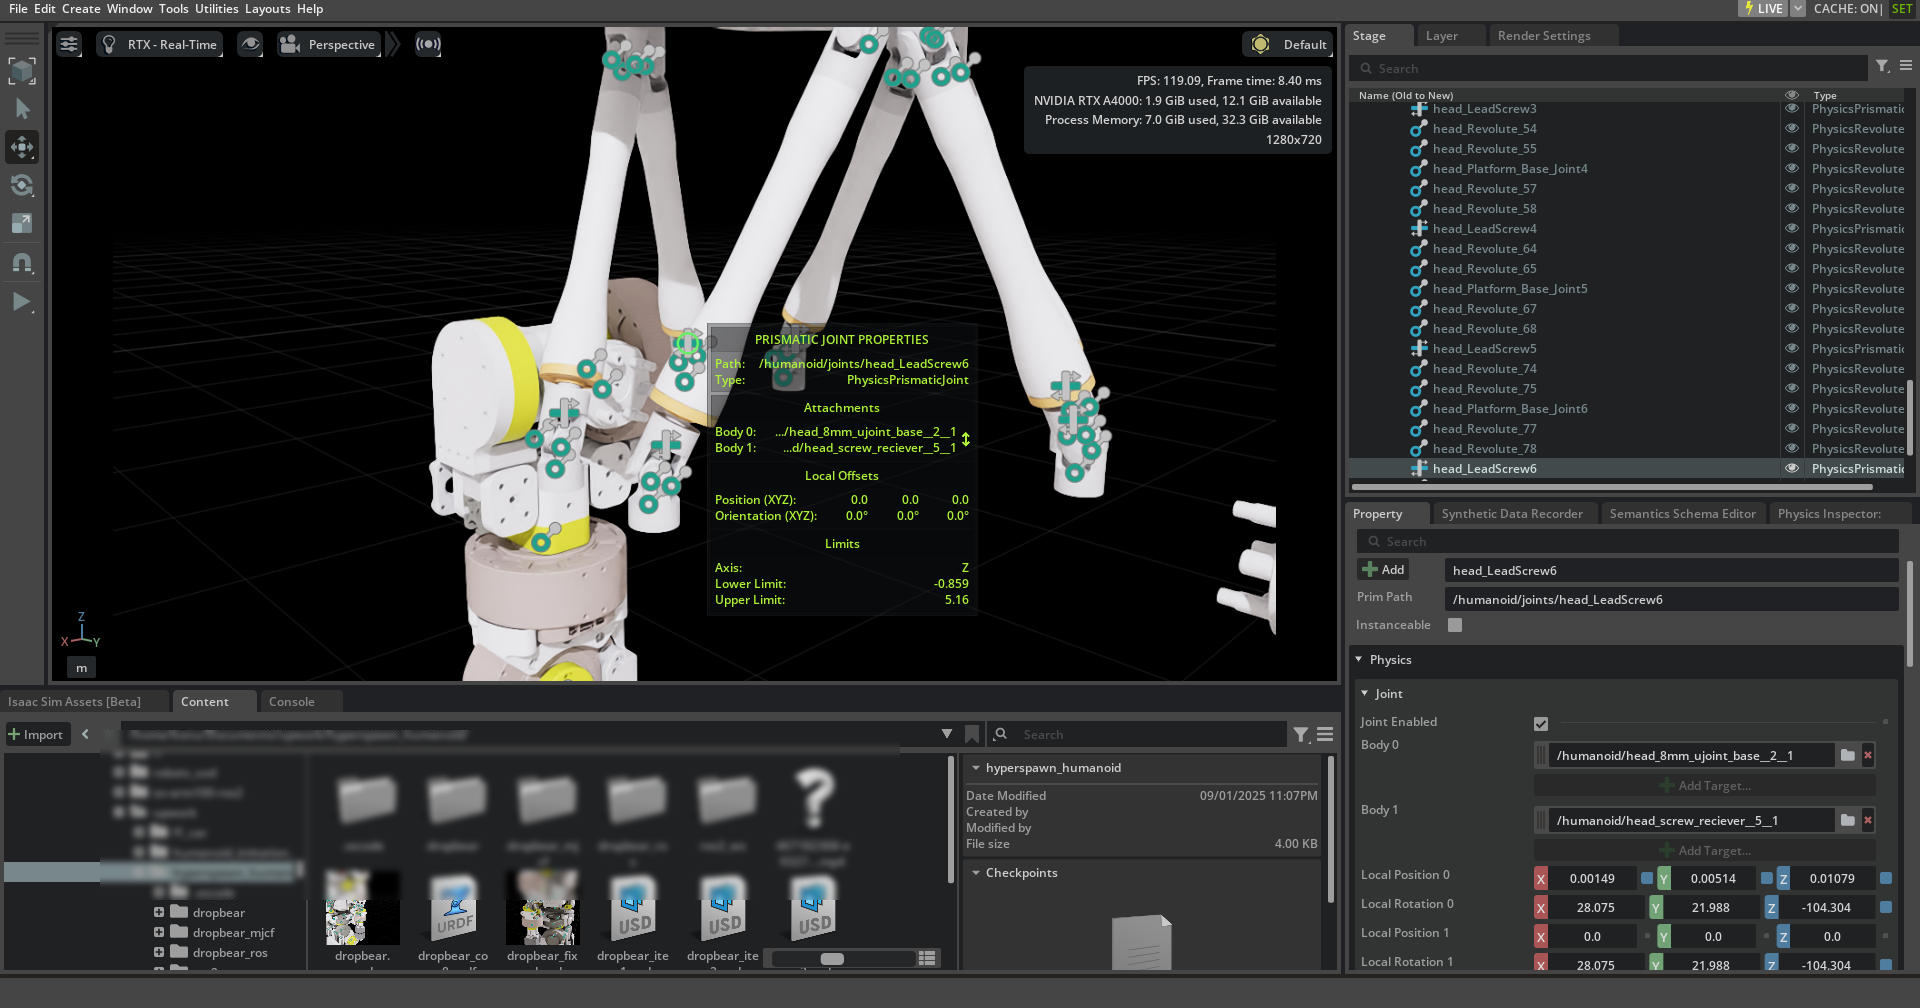 File Edit Create Window Tools Utilities Layouts Help
LIVE CACHE: ON| SET
RTX - Real-Time
Perspective
Default
FPS: 119.09, Frame time: 8.40 ms
NVIDIA RTX A4000: 1.9 GiB used, 12.1 GiB available
Process Memory: 7.0 GiB used, 32.3 GiB available
1280x720
PRISMATIC JOINT PROPERTIES
Path: /humanoid/joints/head_LeadScrew6
Type: PhysicsPrismaticJoint
Attachments
Body 0: .../head_8mm_ujoint_base__2__1
Body 1: ...d/head_screw_reciever__5__1
Local Offsets
Position (XYZ): 0.0 0.0 0.0
Orientation (XYZ): 0.0° 0.0° 0.0°
Limits
Axis: Z
Lower Limit: -0.859
Upper Limit: 5.16
Z
X Y
m
Stage Layer Render Settings
Search
Name (Old to New) Type
head_LeadScrew3 PhysicsPrismatic
head_Revolute_54 PhysicsRevolute
head_Revolute_55 PhysicsRevolute
head_Platform_Base_Joint4 PhysicsRevolute
head_Revolute_57 PhysicsRevolute
head_Revolute_58 PhysicsRevolute
head_LeadScrew4 PhysicsPrismatic
head_Revolute_64 PhysicsRevolute
head_Revolute_65 PhysicsRevolute
head_Platform_Base_Joint5 PhysicsRevolute
head_Revolute_67 PhysicsRevolute
head_Revolute_68 PhysicsRevolute
head_LeadScrew5 PhysicsPrismatic
head_Revolute_74 PhysicsRevolute
head_Revolute_75 PhysicsRevolute
head_Platform_Base_Joint6 PhysicsRevolute
head_Revolute_77 PhysicsRevolute
head_Revolute_78 PhysicsRevolute
head_LeadScrew6 PhysicsPrismatic
Property Synthetic Data Recorder Semantics Schema Editor Physics Inspector:
Search
Add head_LeadScrew6
Prim Path /humanoid/joints/head_LeadScrew6
Instanceable
Physics
Joint
Joint Enabled
Body 0
/humanoid/head_8mm_ujoint_base__2__1
Add Target...
Body 1
/humanoid/head_screw_reciever__5__1
Add Target...
Local Position 0 X 0.00149 Y 0.00514 Z 0.01079
Local Rotation 0 X 28.075 Y 21.988 Z -104.304
Local Position 1 X 0.0 Y 0.0 Z 0.0
Local Rotation 1 X 28.075 Y 21.988 Z -104.304
Isaac Sim Assets [Beta] Content Console
Import
Search
dropbear
dropbear_mjcf
dropbear_ros
URDF
USD
USD
USD
dropbear.
dropbear_co
dropbear_fix
dropbear_ite
dropbear_ite
hyperspawn_humanoid
Date Modified 09/01/2025 11:07PM
Created by
Modified by
File size 4.00 KB
Checkpoints